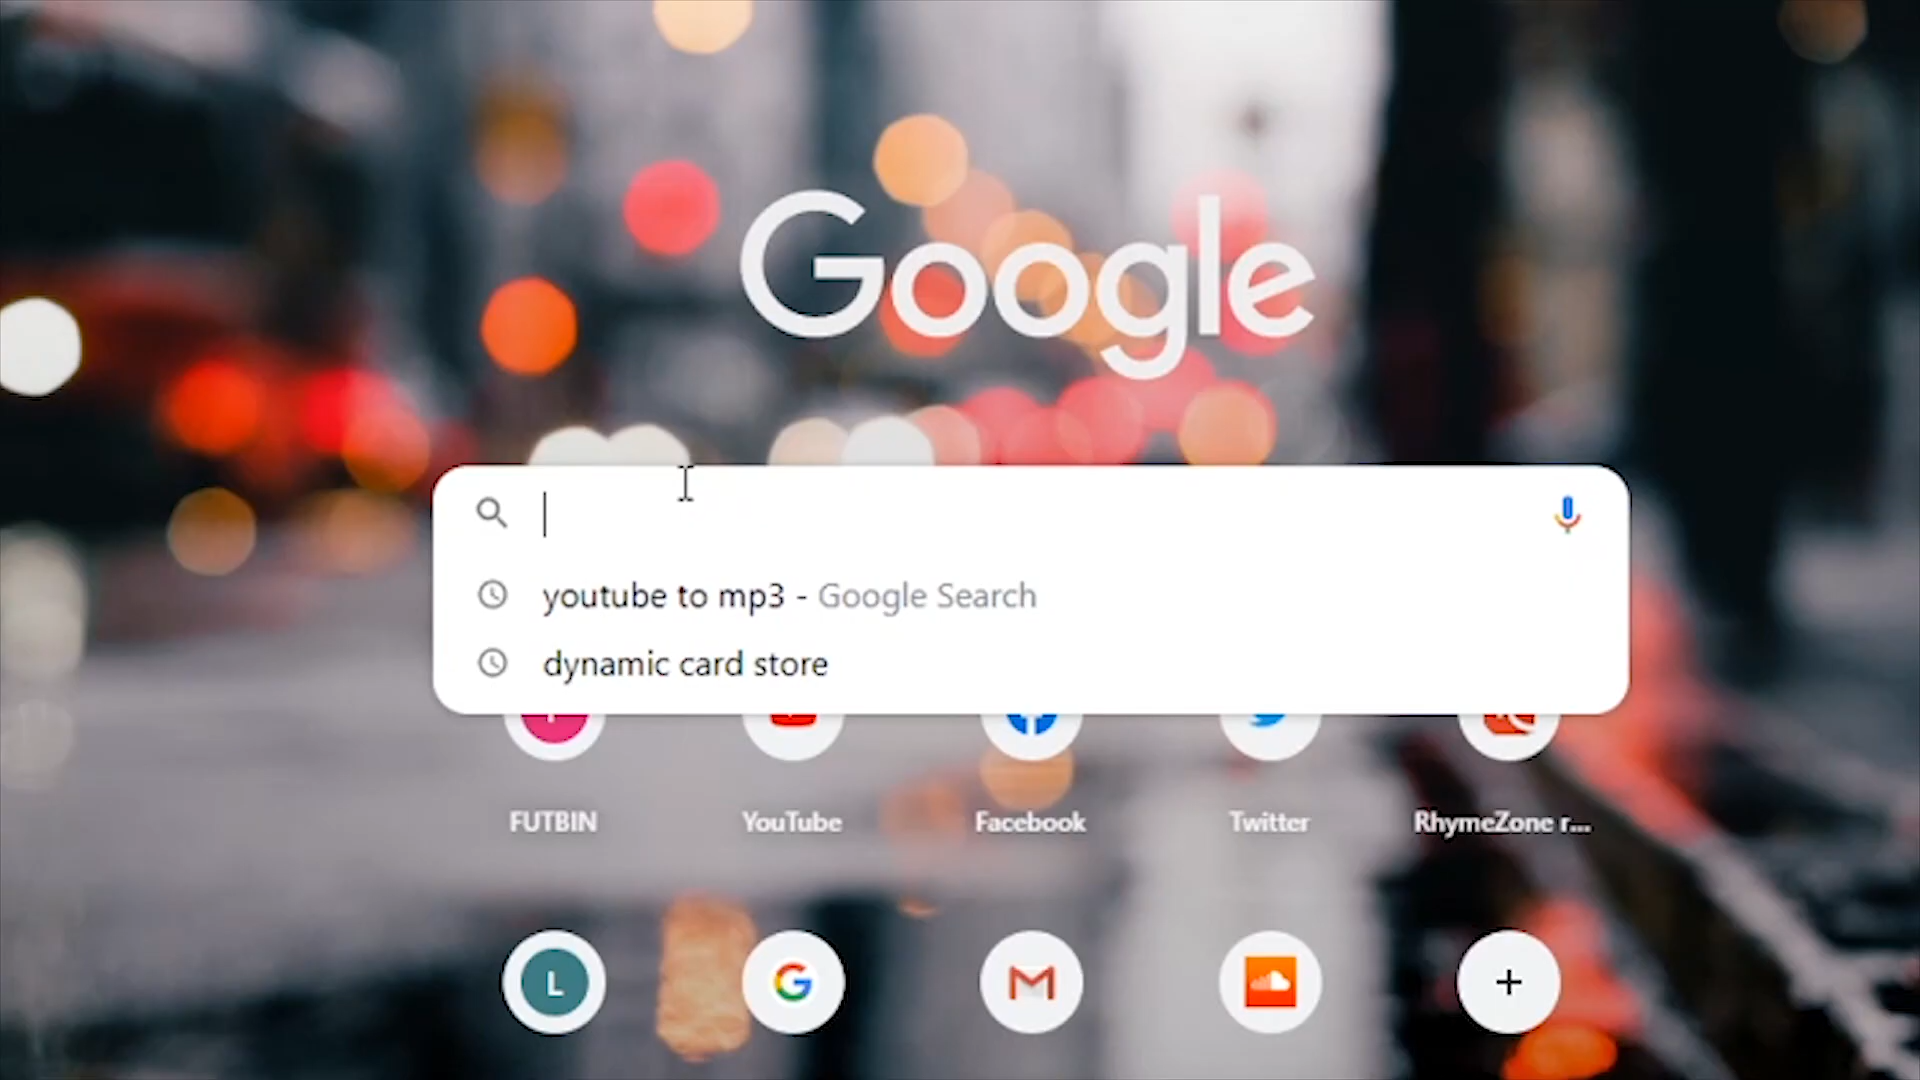 Google
youtube to mp3 - Google Search
dynamic card store
FUTBIN
YouTube
Facebook
Twitter
RhymeZone r...
L